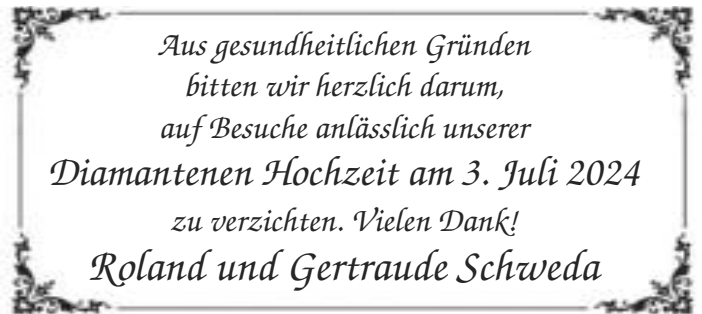 Aus gesundheitlichen Gründen
bitten wir herzlich darum,
auf Besuche anlässlich unserer
Diamantenen Hochzeit am 3. Juli 2024
zu verzichten. Vielen Dank!
Roland und Gertraude Schweda